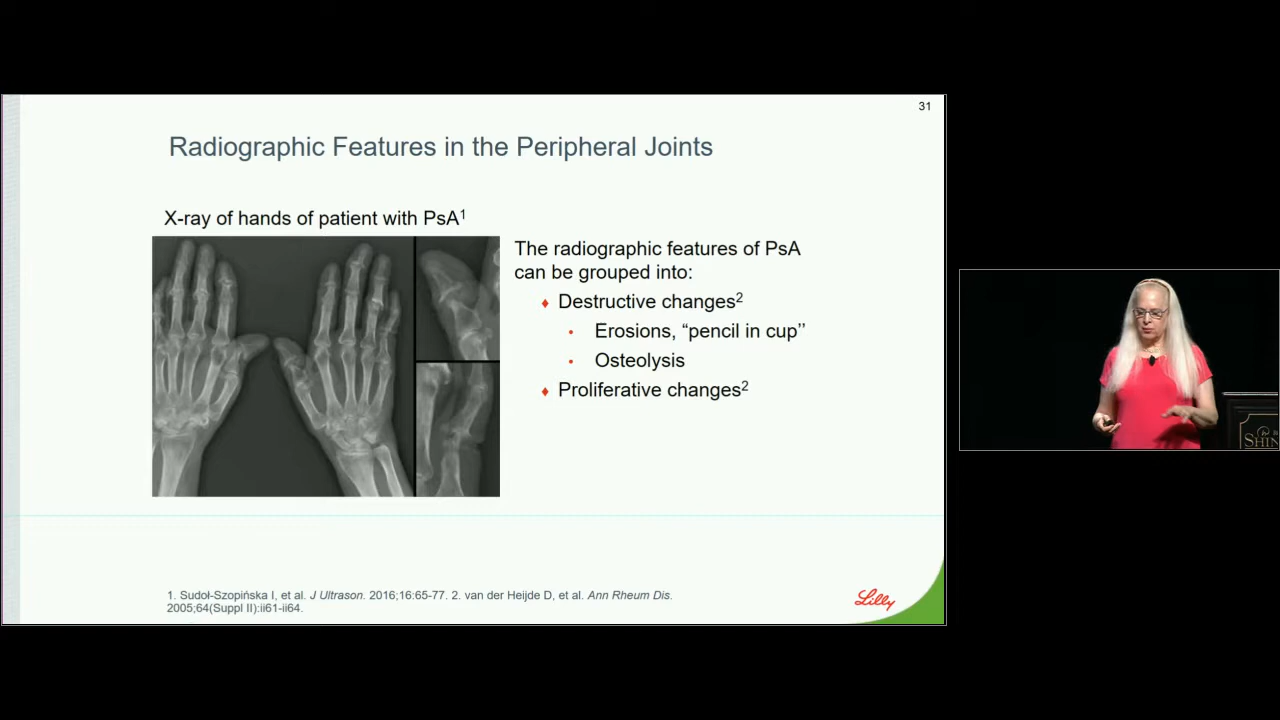 31
Radiographic Features in the Peripheral Joints
X-ray of hands of patient with PsA1
The radiographic features of PsA
can be grouped into:
♦ Destructive changes2
• Erosions, “pencil in cup’’
• Osteolysis
♦ Proliferative changes2
1. Sudoł-Szopińska I, et al. J Ultrason. 2016;16:65-77. 2. van der Heijde D, et al. Ann Rheum Dis.
2005;64(Suppl II):ii61-ii64.
Lilly
SHIN